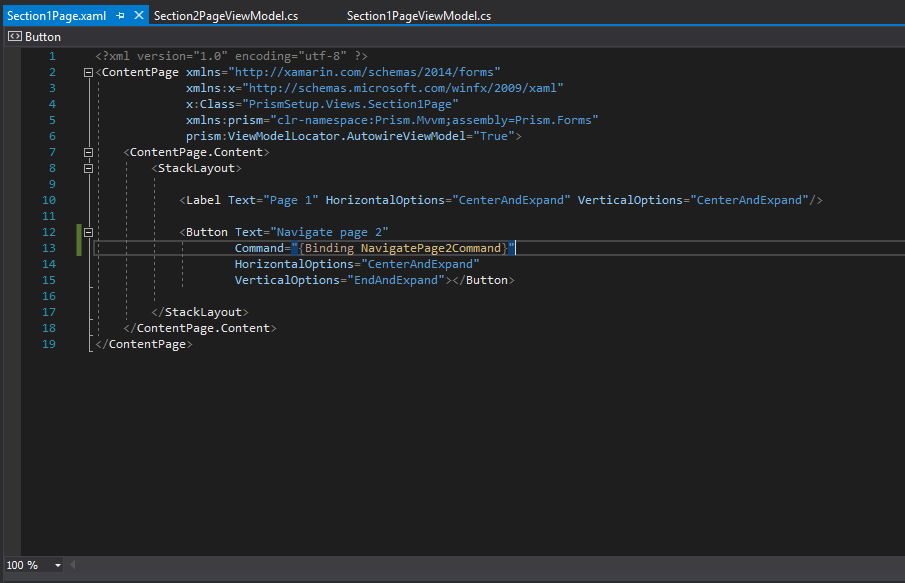 Section1Page.xaml Section2PageViewModel.cs Section1PageViewModel.cs
Button
1 <?xml version="1.0" encoding="utf-8" ?>
2 <ContentPage xmlns="http://xamarin.com/schemas/2014/forms"
3 xmlns:x="http://schemas.microsoft.com/winfx/2009/xaml"
4 x:Class="PrismSetup.Views.Section1Page"
5 xmlns:prism="clr-namespace:Prism.Mvvm;assembly=Prism.Forms"
6 prism:ViewModelLocator.AutowireViewModel="True">
7 <ContentPage.Content>
8 <StackLayout>
9
10 <Label Text="Page 1" HorizontalOptions="CenterAndExpand" VerticalOptions="CenterAndExpand"/>
11
12 <Button Text="Navigate page 2"
13 Command="{Binding NavigatePage2Command}"
14 HorizontalOptions="CenterAndExpand"
15 VerticalOptions="EndAndExpand"></Button>
16
17 </StackLayout>
18 </ContentPage.Content>
19 </ContentPage>
100 %